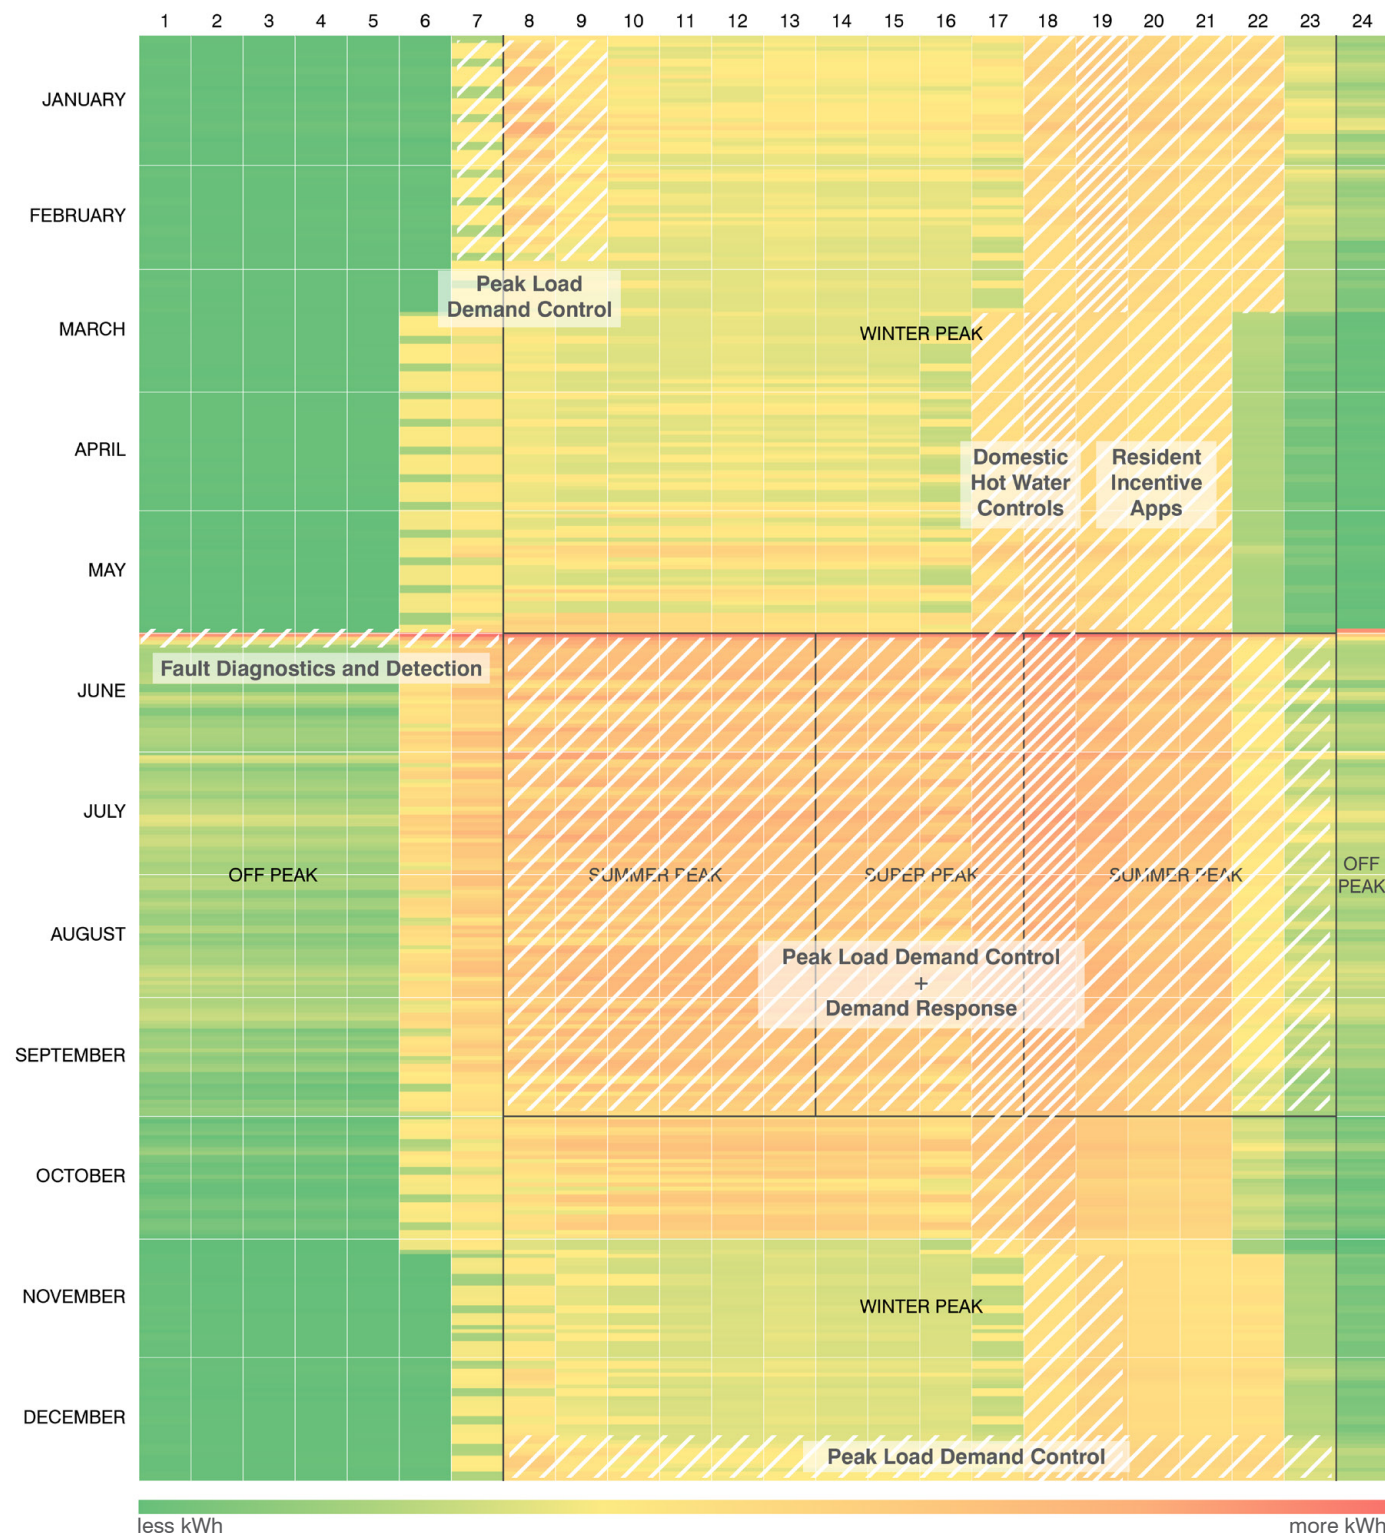 1 2 3 4 5 6 7 8 9 10 11 12 13 14 15 16 17 18 19 20 21 22 23 24
JANUARY
FEBRUARY
Peak Load
Demand Control
MARCH
WINTER PEAK
APRIL
Domestic
Hot Water
Controls
Resident
Incentive
Apps
MAY
Fault Diagnostics and Detection
JUNE
JULY
OFF PEAK
SUMMER PEAK
SUPER PEAK
SUMMER PEAK
OFF
PEAK
AUGUST
Peak Load Demand Control
+
Demand Response
SEPTEMBER
OCTOBER
NOVEMBER
WINTER PEAK
DECEMBER
Peak Load Demand Control
less kWh
more kWh